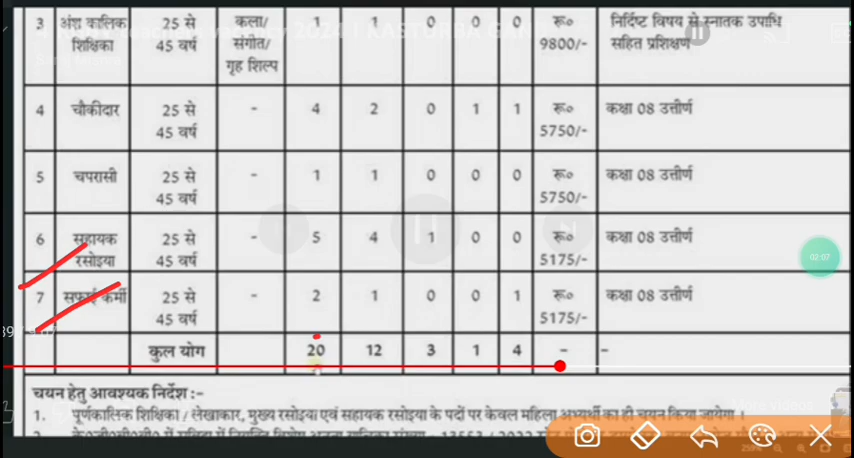 3 अंश कालिक 25 से कला/ 1 1 0 0 0 रू० निर्दिष्ट विषय से स्नातक उपाधि
शिक्षिका 45 वर्ष संगीत/ 9800/- सहित प्रशिक्षण
गृह शिल्प
4 चौकीदार 25 से - 4 2 0 1 1 रू० कक्षा 08 उत्तीर्ण
45 वर्ष 5750/-
5 चपरासी 25 से - 1 1 0 0 0 रू० कक्षा 08 उत्तीर्ण
45 वर्ष 5750/-
6 सहायक 25 से - 5 4 1 0 0 रू० कक्षा 08 उत्तीर्ण
रसोइया 45 वर्ष 5175/-
7 सफाई कर्मी 25 से - 2 1 0 0 1 रू० कक्षा 08 उत्तीर्ण
45 वर्ष 5175/-
कुल योग 20 12 3 1 4 - -
02:07
चयन हेतु आवश्यक निर्देश :-
1. पूर्णकालिक शिक्षिका / लेखाकार, मुख्य रसोइया एवं सहायक रसोइया के पदों पर केवल महिला अभ्यर्थी का ही चयन किया जायेगा ।
More videos